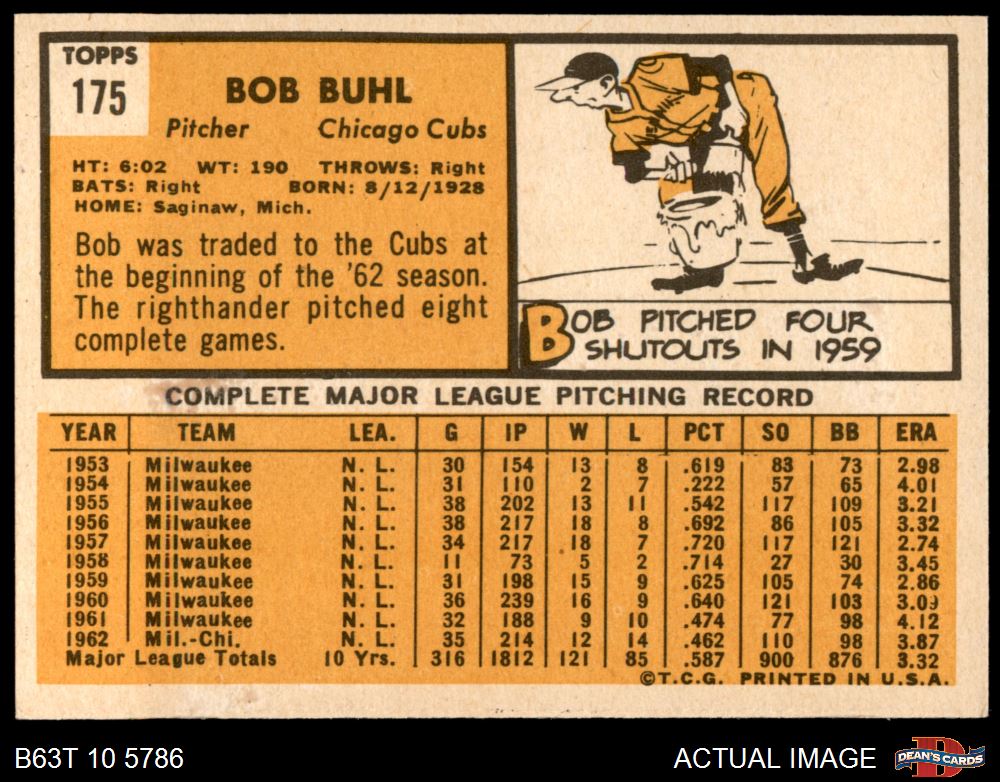 TOPPS
175
BOB BUHL
Pitcher Chicago Cubs
HT: 6:02 WT: 190 THROWS: Right
BATS: Right BORN: 8/12/1928
HOME: Saginaw, Mich.
Bob was traded to the Cubs at
the beginning of the '62 season.
The righthander pitched eight
complete games.
BOB PITCHED FOUR
SHUTOUTS IN 1959
COMPLETE MAJOR LEAGUE PITCHING RECORD
YEAR TEAM LEA. G IP W L PCT SO BB ERA
1953 Milwaukee N. L. 30 154 13 8 .619 83 73 2.98
1954 Milwaukee N. L. 31 110 2 7 .222 57 65 4.01
1955 Milwaukee N. L. 38 202 13 11 .542 117 109 3.21
1956 Milwaukee N. L. 38 217 18 8 .692 86 105 3.32
1957 Milwaukee N. L. 34 217 18 7 .720 117 121 2.74
1958 Milwaukee N. L. 11 73 5 2 .714 27 30 3.45
1959 Milwaukee N. L. 31 198 15 9 .625 105 74 2.86
1960 Milwaukee N. L. 36 239 16 9 .640 121 103 3.09
1961 Milwaukee N. L. 32 188 9 10 .474 77 98 4.12
1962 Mil.-Chi. N. L. 35 214 12 14 .462 110 98 3.87
Major League Totals 10 Yrs. 316 1812 121 85 .587 900 876 3.32
©T.C.G. PRINTED IN U.S.A.
B63T 10 5786 ACTUAL IMAGE DEAN'S CARDS